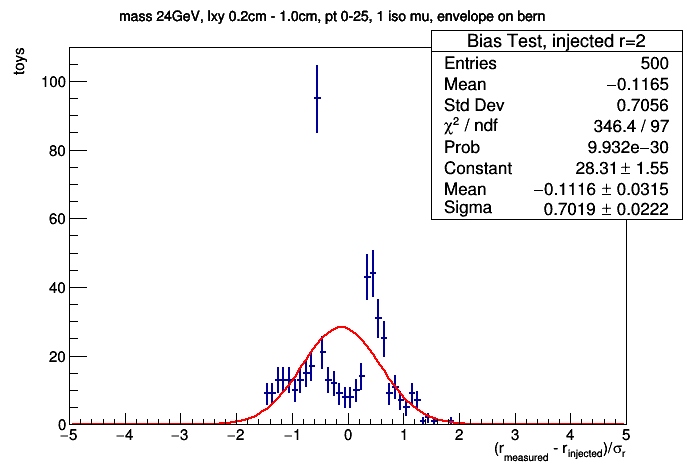 mass 24GeV, lxy 0.2cm - 1.0cm, pt 0-25, 1 iso mu, envelope on bern
Bias Test, injected r=2
Entries 500
Mean −0.1165
Std Dev 0.7056
χ² / ndf 346.4 / 97
Prob 9.932e−30
Constant 28.31 ± 1.55
Mean −0.1116 ± 0.0315
Sigma 0.7019 ± 0.0222
toys
100
80
60
40
20
0
−5 −4 −3 −2 −1 0 1 2 3 4 5
(r_measured - r_injected)/σ_r